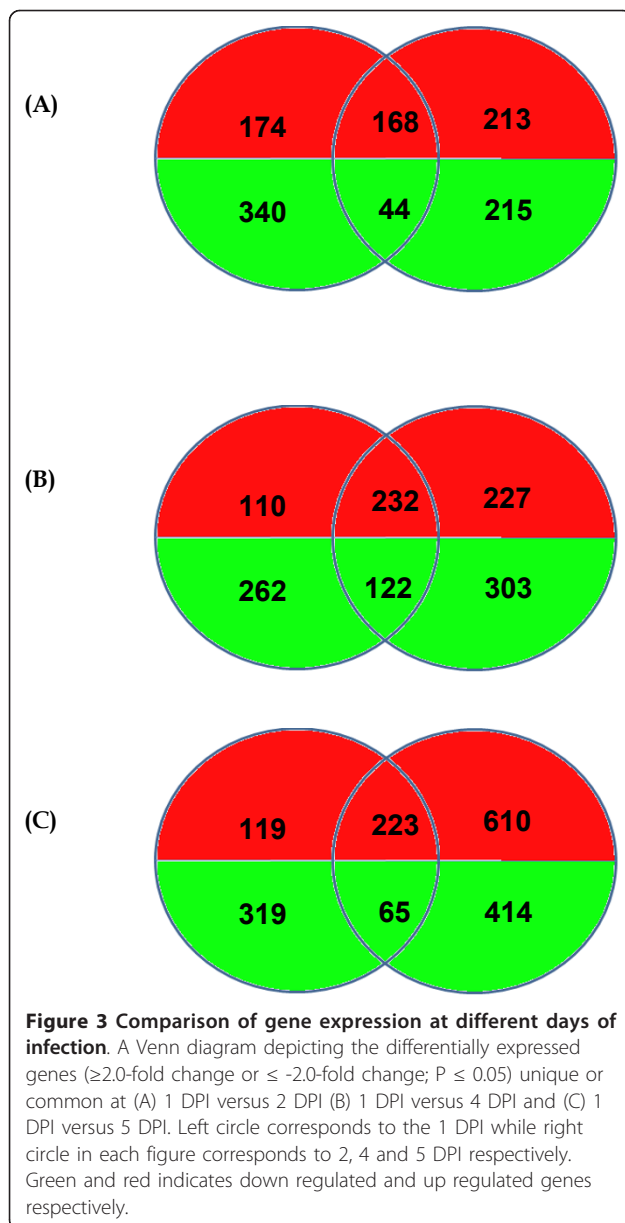 (A)
174 168 213
340 44 215
(B)
110 232 227
262 122 303
(C)
119 223 610
319 65 414
Figure 3 Comparison of gene expression at different days of
infection. A Venn diagram depicting the differentially expressed
genes (≥2.0-fold change or ≤ -2.0-fold change; P ≤ 0.05) unique or
common at (A) 1 DPI versus 2 DPI (B) 1 DPI versus 4 DPI and (C) 1
DPI versus 5 DPI. Left circle corresponds to the 1 DPI while right
circle in each figure corresponds to 2, 4 and 5 DPI respectively.
Green and red indicates down regulated and up regulated genes
respectively.